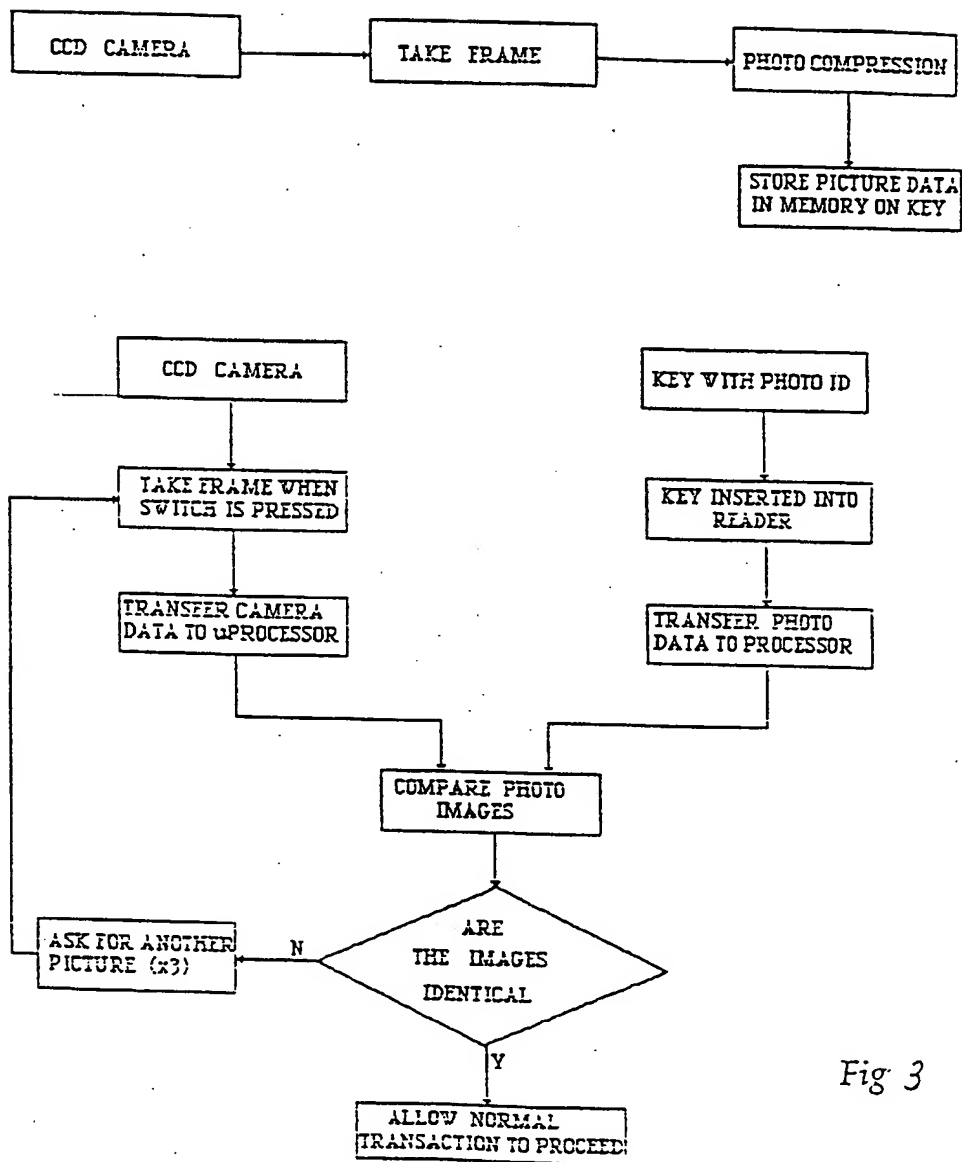 CCD CAMERA
TAKE FRAME
PHOTO COMPRESSION
STORE PICTURE DATA
IN MEMORY ON KEY
CCD CAMERA
TAKE FRAME WHEN
SWITCH IS PRESSED
TRANSFER CAMERA
DATA TO uPROCESSOR
KEY WITH PHOTO ID
KEY INSERTED INTO
READER
TRANSFER PHOTO
DATA TO PROCESSOR
COMPARE PHOTO
IMAGES
ARE
THE IMAGES
IDENTICAL
N
ASK FOR ANOTHER
PICTURE (x3)
Y
ALLOW NORMAL
TRANSACTION TO PROCEED
Fig 3